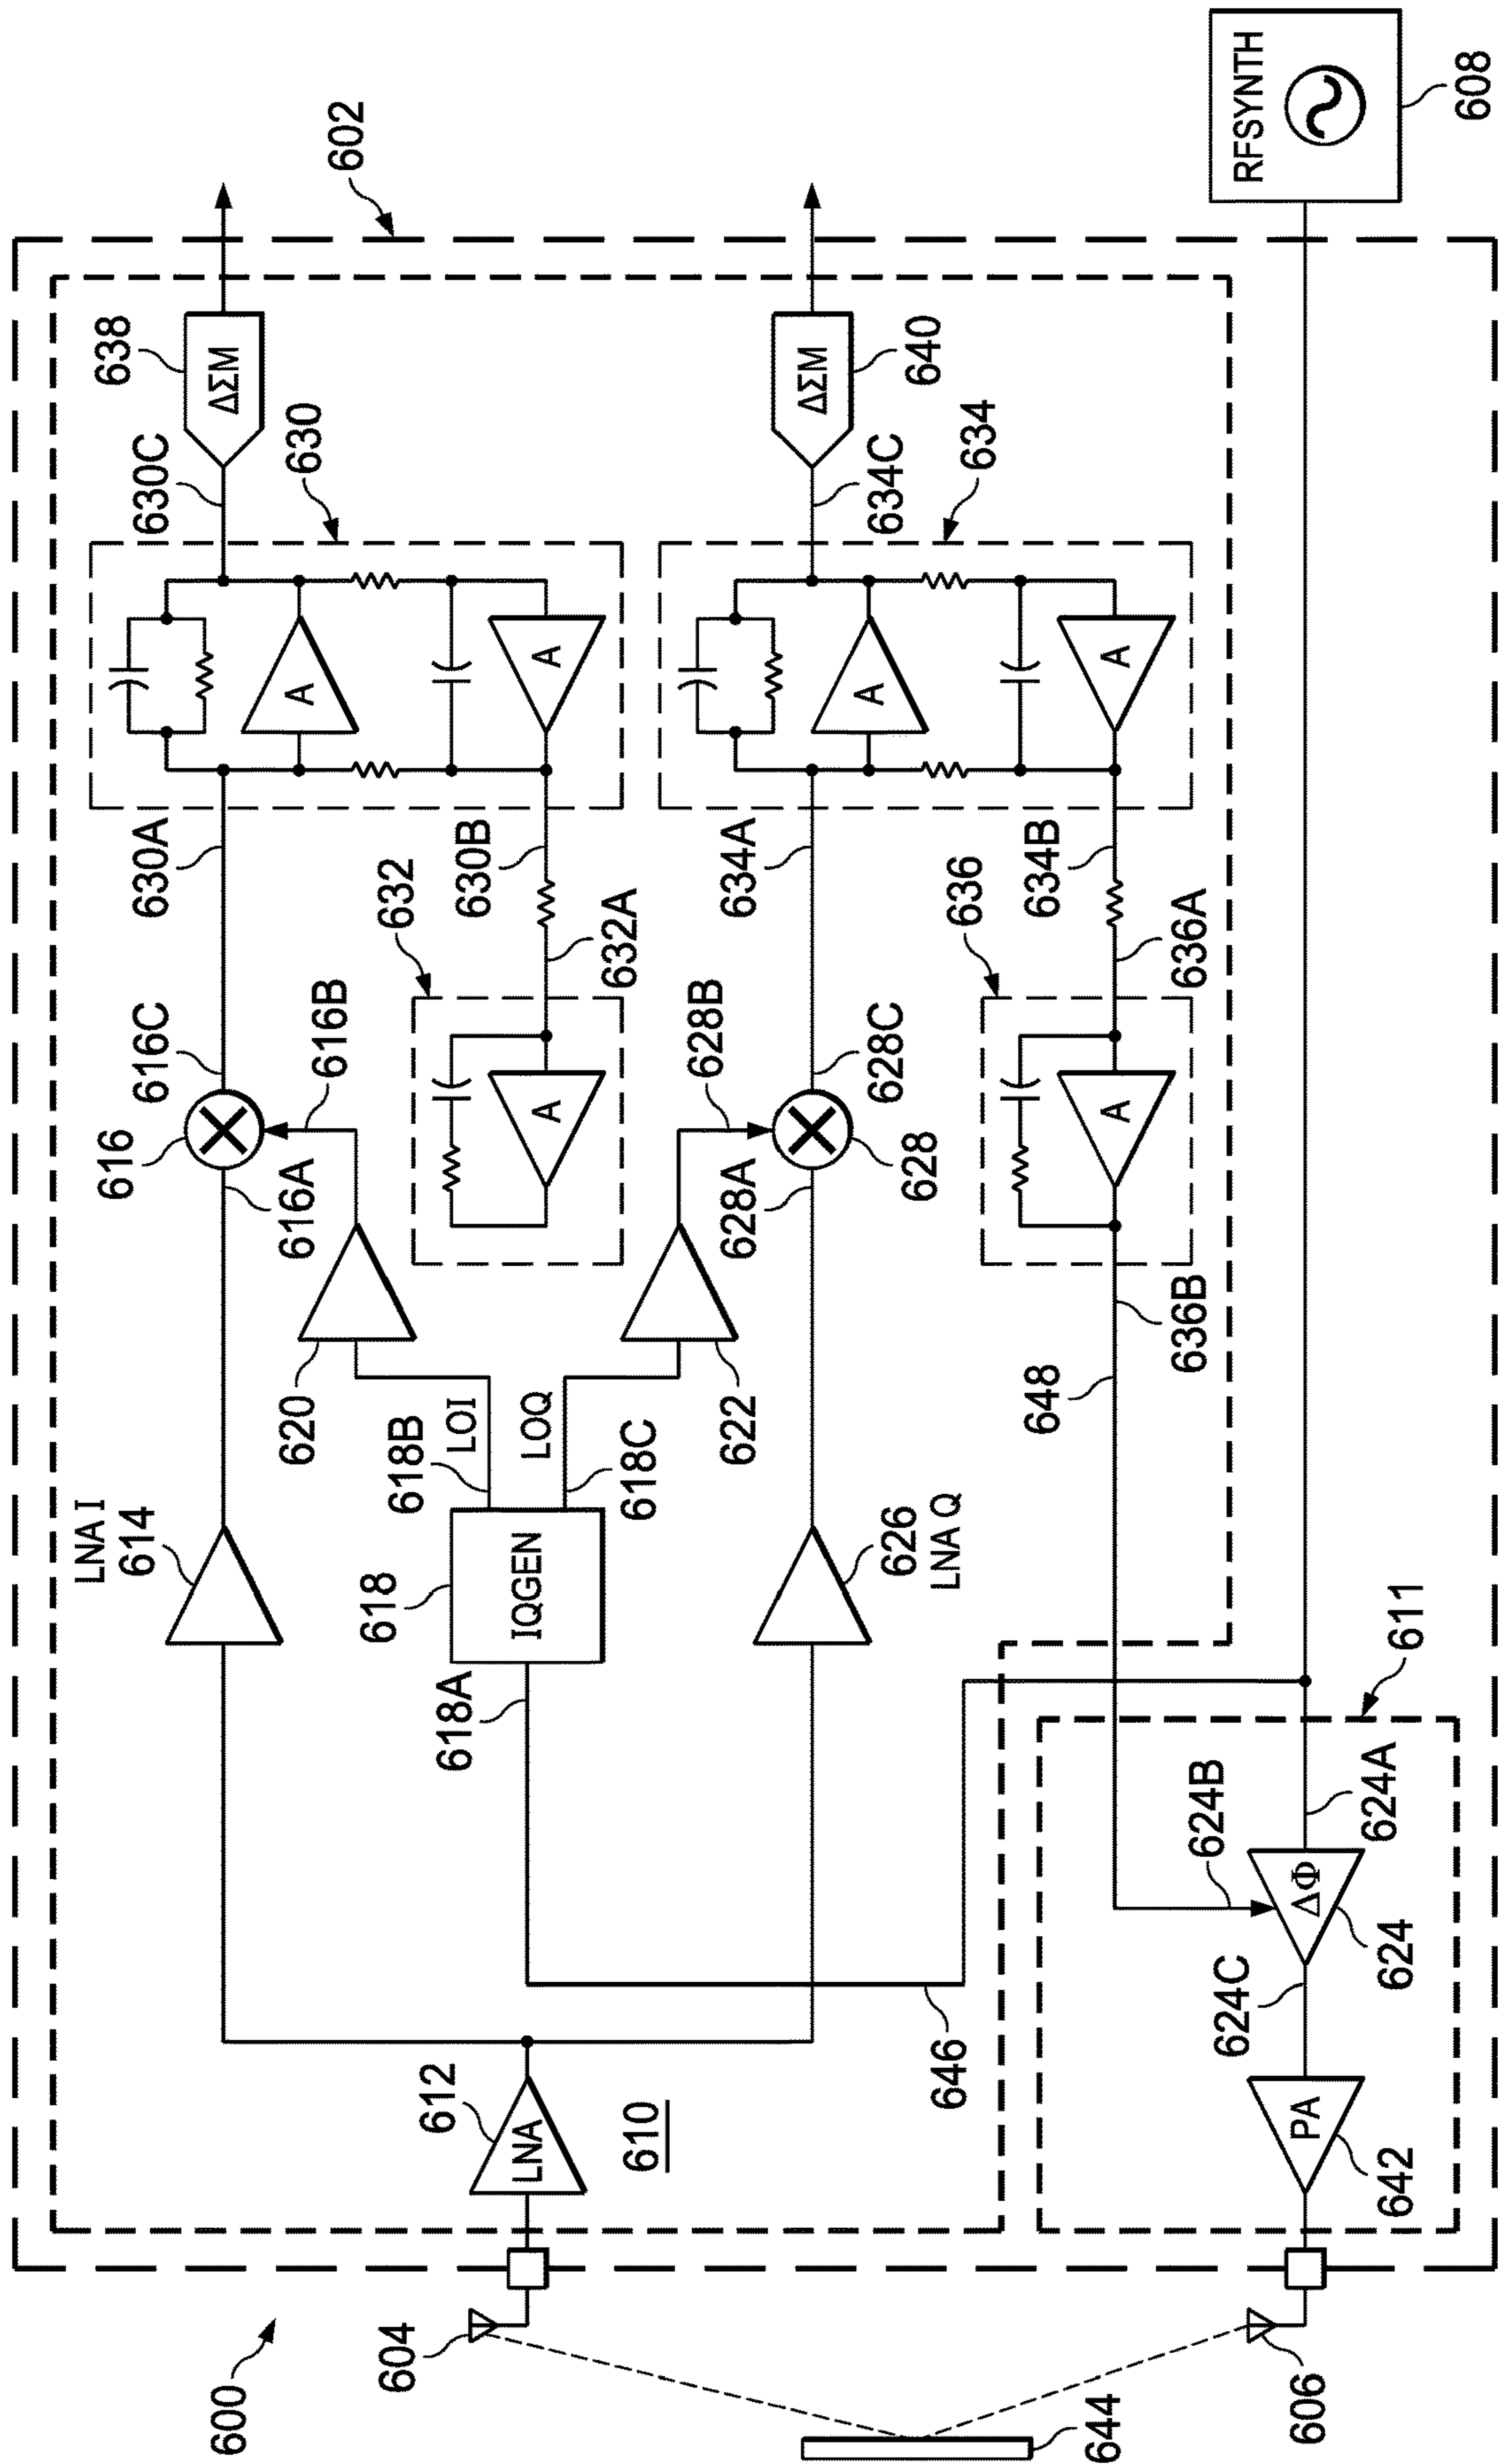 600
602
604
606
644
608
RFSYNTH
610
611
612
LNA
LNA I
614
616
616A
616B
616C
618
IQGEN
618A
618B
LOI
LOQ
618C
620
622
626
LNA Q
628
628A
628B
628C
630
630A
630B
630C
A
A
632
632A
A
634
634A
634B
634C
A
A
636
636A
636B
A
638
ΔΣM
640
ΔΣM
646
648
624
ΔΦ
624A
624B
624C
642
PA